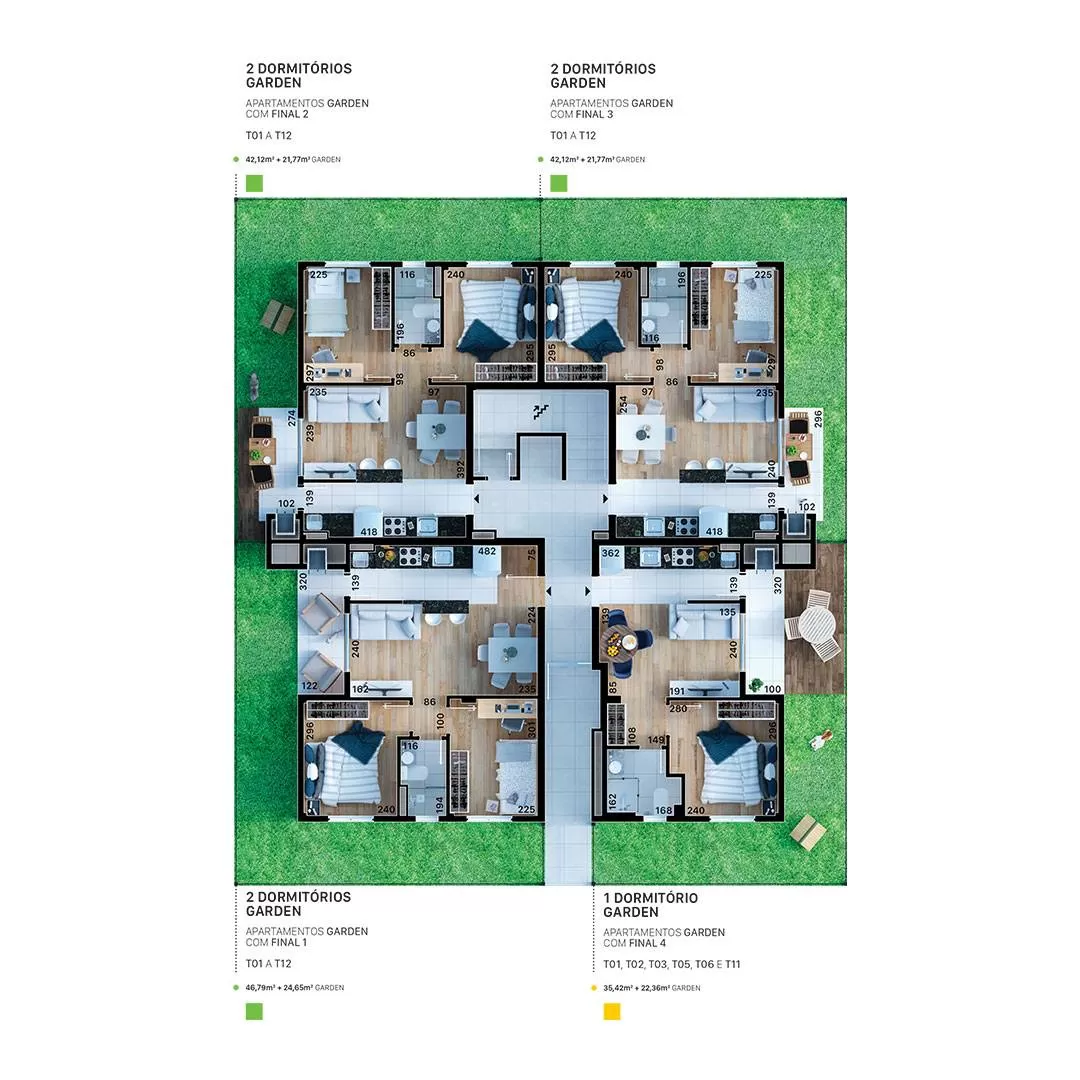 2 DORMITÓRIOS
GARDEN
APARTAMENTOS GARDEN
COM FINAL 2
T01 A T12
42,12m² + 21,77m² GARDEN
2 DORMITÓRIOS
GARDEN
APARTAMENTOS GARDEN
COM FINAL 3
T01 A T12
42,12m² + 21,77m² GARDEN
225
116
240
196
297
86
98
295
97
235
239
274
392
139
102
418
240
196
225
116
295
98
86
297
97
254
235
296
240
139
102
418
482
75
320
139
224
240
122
162
235
86
100
296
301
116
194
240
225
362
139
320
139
135
240
85
191
100
280
108
149
296
162
168
240
2 DORMITÓRIOS
GARDEN
APARTAMENTOS GARDEN
COM FINAL 1
T01 A T12
46,79m² + 24,65m² GARDEN
1 DORMITÓRIO
GARDEN
APARTAMENTOS GARDEN
COM FINAL 4
T01, T02, T03, T05, T06 E T11
35,42m² + 22,36m² GARDEN